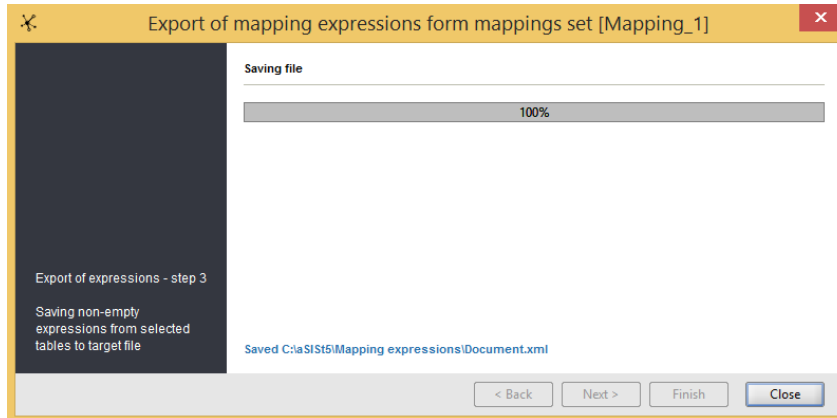 Export of mapping expressions form mappings set [Mapping_1]
Saving file
100%
Export of expressions - step 3
Saving non-empty
expressions from selected
tables to target file
Saved C:\aSISt5\Mapping expressions\Document.xml
< Back
Next >
Finish
Close